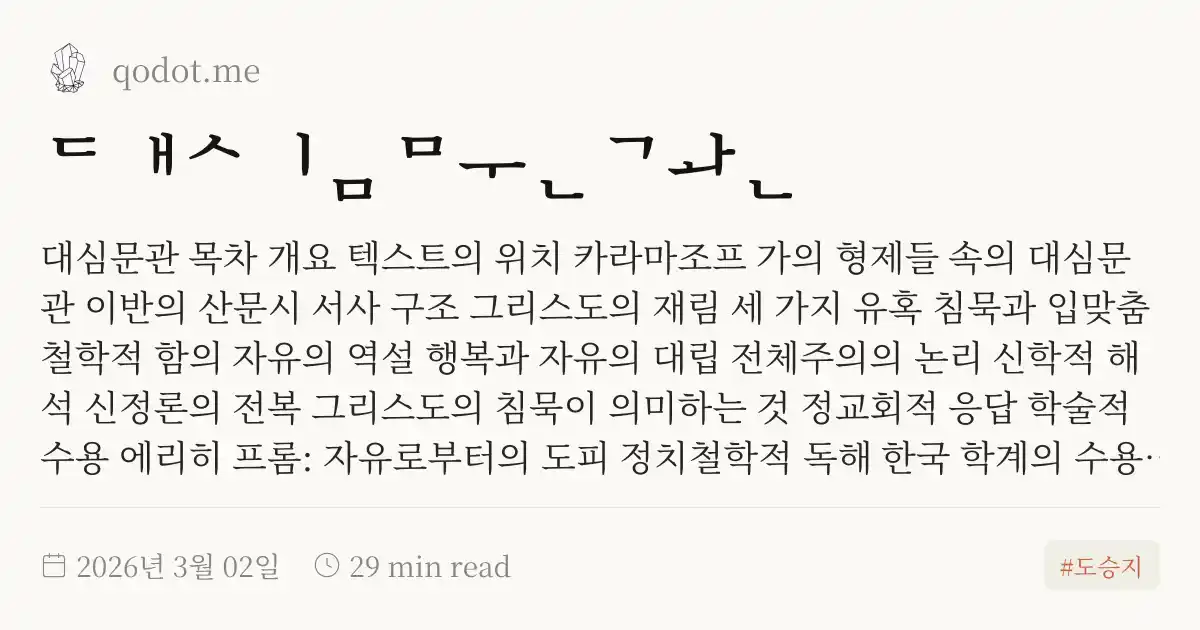 qodot.me
대심문관
대심문관 목차 개요 텍스트의 위치 카라마조프 가의 형제들 속의 대심문
관 이반의 산문시 서사 구조 그리스도의 재림 세 가지 유혹 침묵과 입맞춤
철학적 함의 자유의 역설 행복과 자유의 대립 전체주의의 논리 신학적 해
석 신정론의 전복 그리스도의 침묵이 의미하는 것 정교회적 응답 학술적
수용 에리히 프롬: 자유로부터의 도피 정치철학적 독해 한국 학계의 수용…
2026년 3월 02일 29 min read #도승지